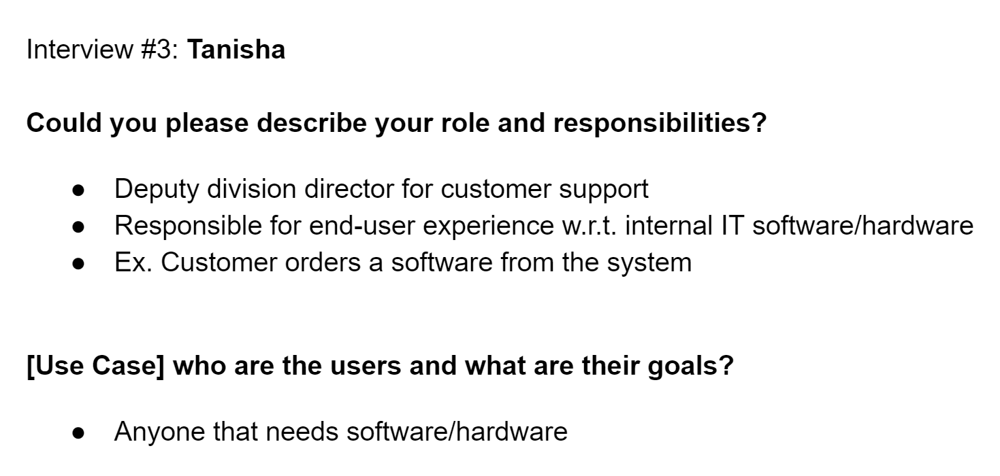 Interview #3: Tanisha
Could you please describe your role and responsibilities?
● Deputy division director for customer support
● Responsible for end-user experience w.r.t. internal IT software/hardware
● Ex. Customer orders a software from the system
[Use Case] who are the users and what are their goals?
● Anyone that needs software/hardware